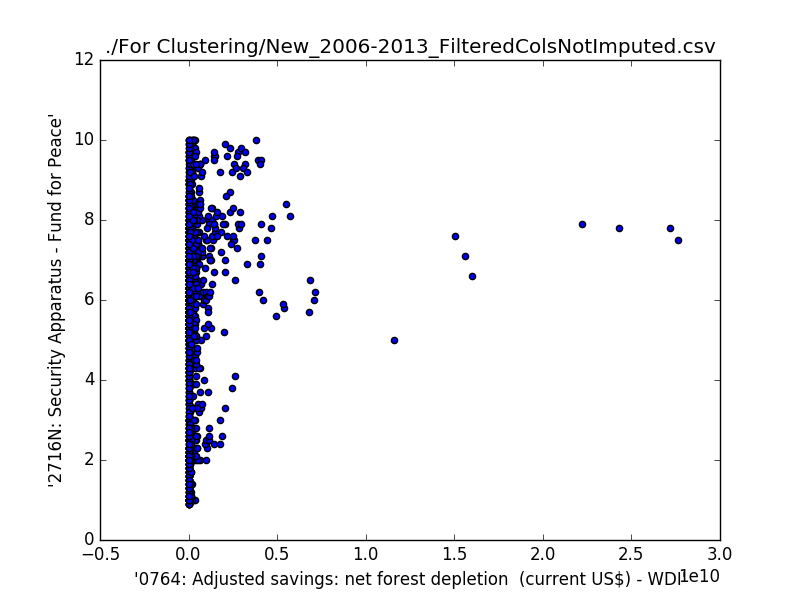 ./For Clustering/New_2006-2013_FilteredColsNotImputed.csv
12
10
8
6
4
2
0
'2716N: Security Apparatus - Fund for Peace'
−0.5 0.0 0.5 1.0 1.5 2.0 2.5 3.0
1e10
'0764: Adjusted savings: net forest depletion (current US$) - WDI'